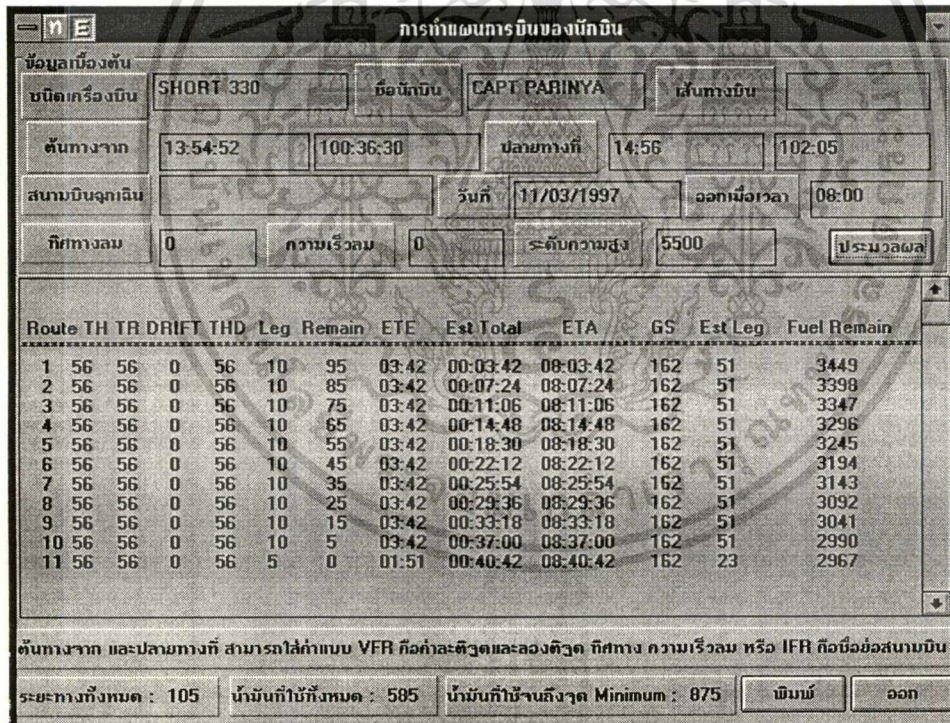 ท E การทำแผนการบินของนักบิน
ข้อมูลเบื้องต้น
ชนิดเครื่องบิน SHORT 330 ชื่อนักบิน CAPT PARINYA เส้นทางบิน
ต้นทางจาก 13:54:52 100:36:30 ปลายทางที่ 14:56 102:05
สนามบินฉุกเฉิน วันที่ 11/03/1997 ออกเมื่อเวลา 08:00
ทิศทางลม 0 ความเร็วลม 0 ระดับความสูง 5500 ประมวลผล
Route TH TR DRIFT THD Leg Remain ETE Est Total ETA GS Est Leg Fuel Remain
1 56 56 0 56 10 95 03:42 00:03:42 08:03:42 162 51 3449
2 56 56 0 56 10 85 03:42 00:07:24 08:07:24 162 51 3398
3 56 56 0 56 10 75 03:42 00:11:06 08:11:06 162 51 3347
4 56 56 0 56 10 65 03:42 00:14:48 08:14:48 162 51 3296
5 56 56 0 56 10 55 03:42 00:18:30 08:18:30 162 51 3245
6 56 56 0 56 10 45 03:42 00:22:12 08:22:12 162 51 3194
7 56 56 0 56 10 35 03:42 00:25:54 08:25:54 162 51 3143
8 56 56 0 56 10 25 03:42 00:29:36 08:29:36 162 51 3092
9 56 56 0 56 10 15 03:42 00:33:18 08:33:18 162 51 3041
10 56 56 0 56 10 5 03:42 00:37:00 08:37:00 162 51 2990
11 56 56 0 56 5 0 01:51 00:40:42 08:40:42 162 23 2967
ต้นทางจาก และปลายทางที่ สามารถใส่ค่าแบบ VFR คือค่าละติจูดและลองติจูด ทิศทาง ความเร็วลม หรือ IFR คือชื่อย่อสนามบิน
ระยะทางทั้งหมด : 105 น้ำมันที่ใช้ทั้งหมด : 585 น้ำมันที่ใช้จนถึงจุด Minimum : 875 พิมพ์ ออก